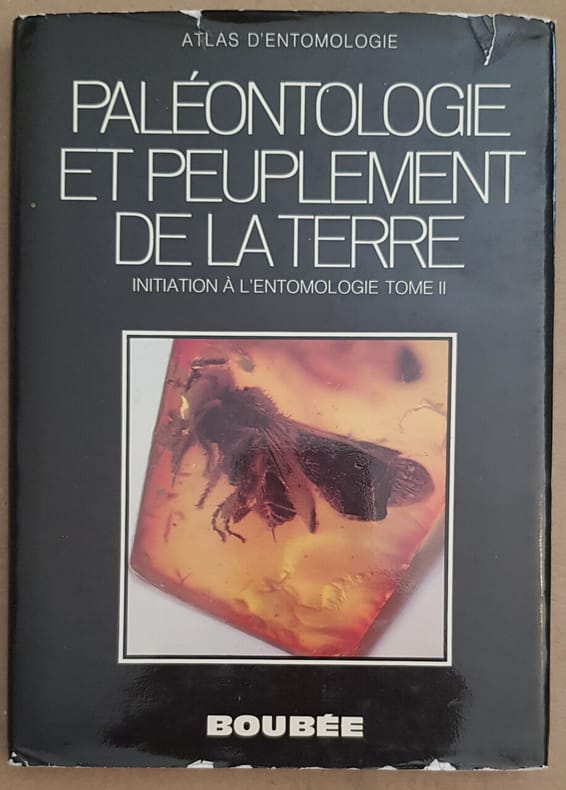 ATLAS D'ENTOMOLOGIE
PALÉONTOLOGIE
ET PEUPLEMENT
DE LA TERRE
INITIATION À L'ENTOMOLOGIE TOME II
BOUBÉE